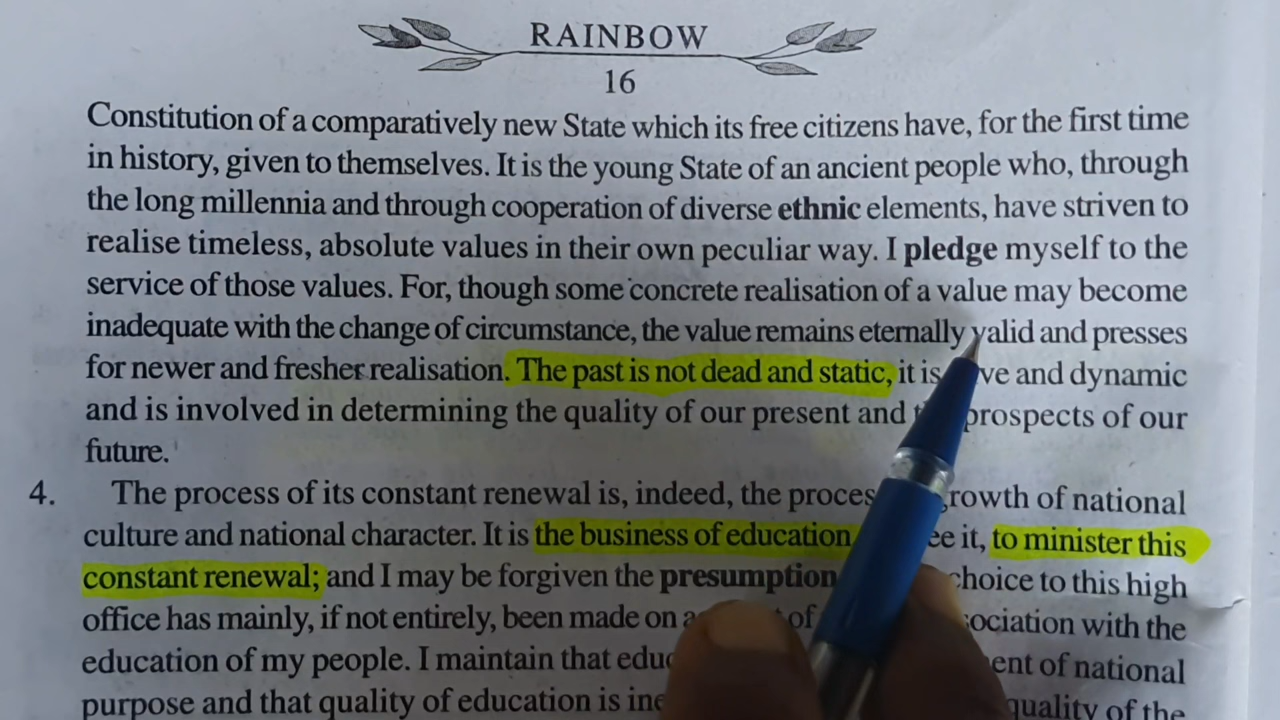 RAINBOW
16
Constitution of a comparatively new State which its free citizens have, for the first time
in history, given to themselves. It is the young State of an ancient people who, through
the long millennia and through cooperation of diverse ethnic elements, have striven to
realise timeless, absolute values in their own peculiar way. I pledge myself to the
service of those values. For, though some concrete realisation of a value may become
inadequate with the change of circumstance, the value remains eternally valid and presses
for newer and fresher realisation. The past is not dead and static, it is and dynamic
and is involved in determining the quality of our present and prospects of our
future.
4. The process of its constant renewal is, indeed, the process growth of national
culture and national character. It is the business of education it, to minister this
constant renewal; and I may be forgiven the presumption choice to this high
office has mainly, if not entirely, been made on of association with the
education of my people. I maintain that of national
purpose and that quality of education is quality of the